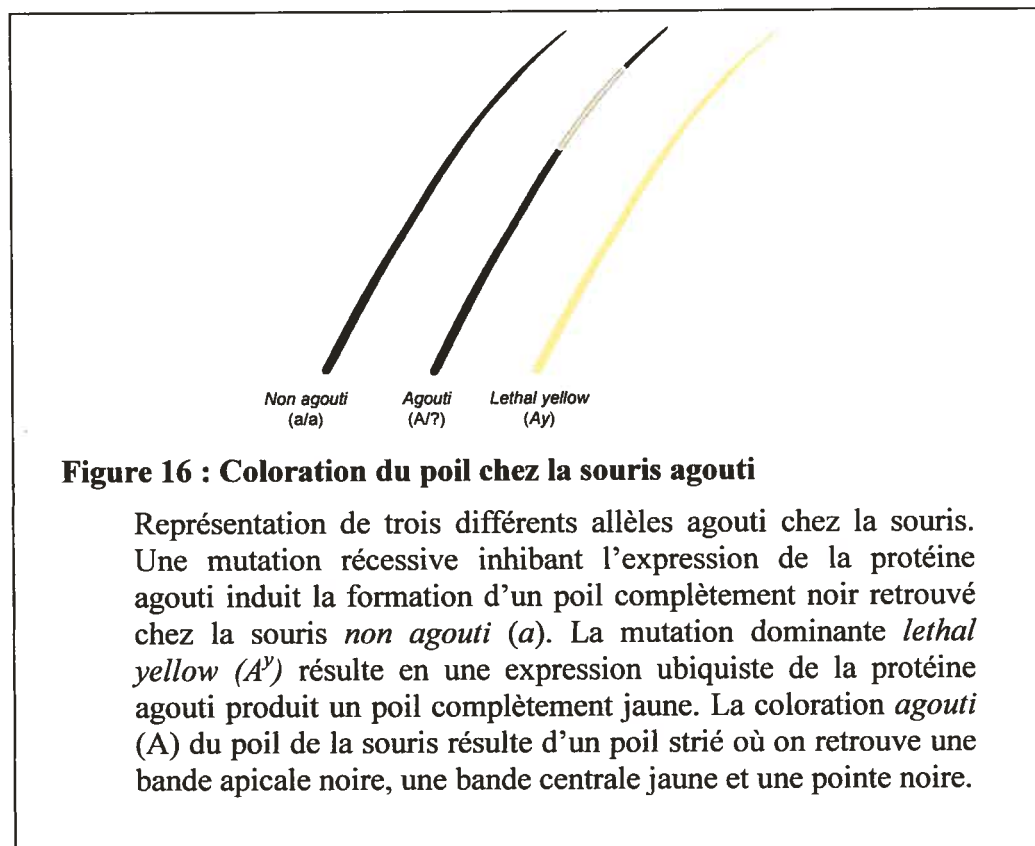 Non agouti Agouti Lethal yellow
(a/a) (A/?) (Ay)
Figure 16 : Coloration du poil chez la souris agouti
Représentation de trois différents allèles agouti chez la souris.
Une mutation récessive inhibant l'expression de la protéine
agouti induit la formation d'un poil complètement noir retrouvé
chez la souris non agouti (a). La mutation dominante lethal
yellow (Aʸ) résulte en une expression ubiquiste de la protéine
agouti produit un poil complètement jaune. La coloration agouti
(A) du poil de la souris résulte d'un poil strié où on retrouve une
bande apicale noire, une bande centrale jaune et une pointe noire.